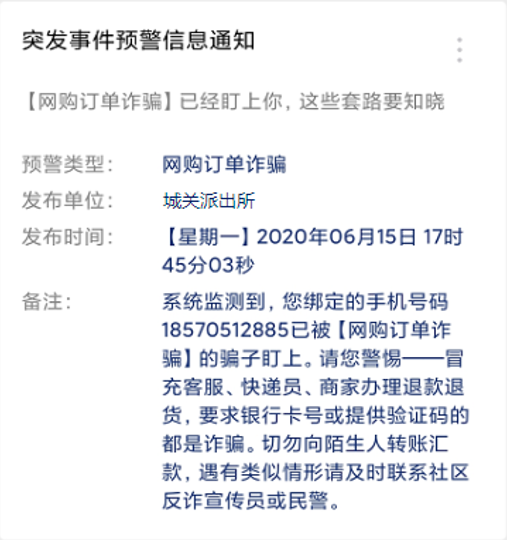 突发事件预警信息通知
【网购订单诈骗】已经盯上你，这些套路要知晓
预警类型： 网购订单诈骗
发布单位： 城关派出所
发布时间： 【星期一】2020年06月15日 17时
45分03秒
备注： 系统监测到，您绑定的手机号码
18570512885已被【网购订单诈
骗】的骗子盯上。请您警惕——冒
充客服、快递员、商家办理退款退
货，要求银行卡号或提供验证码的
都是诈骗。切勿向陌生人转账汇
款，遇有类似情形请及时联系社区
反诈宣传员或民警。